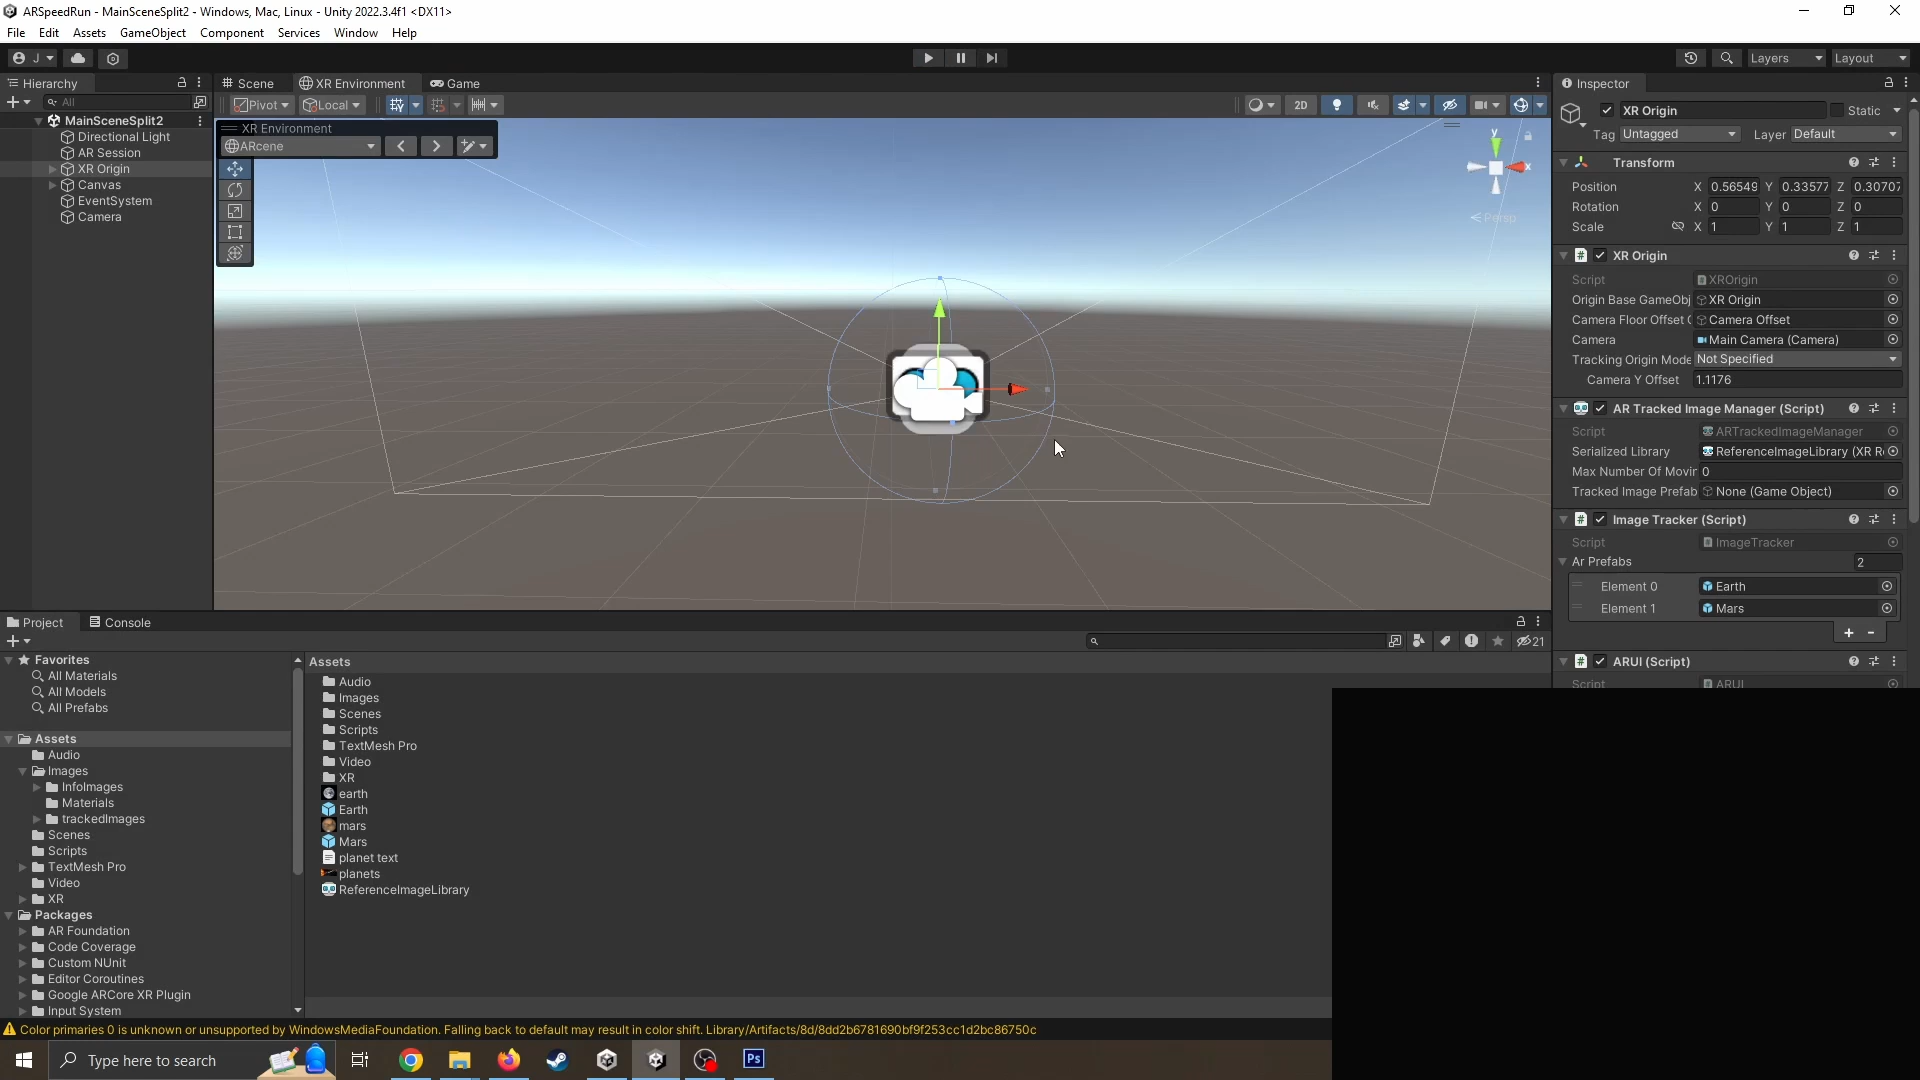 ARSpeedRun - MainSceneSplit2 - Windows, Mac, Linux - Unity 2022.3.4f1 <DX11>
File Edit Assets GameObject Component Services Window Help
J Layers Layout
Hierarchy
All
MainSceneSplit2
Directional Light
AR Session
XR Origin
Canvas
EventSystem
Camera
Scene XR Environment Game
Pivot Local 2D
XR Environment
ARcene
y
x
Persp
Inspector
XR Origin Static
Tag Untagged Layer Default
Transform
Position X 0.56549 Y 0.33577 Z 0.30707
Rotation X 0 Y 0 Z 0
Scale X 1 Y 1 Z 1
XR Origin
Script XROrigin
Origin Base GameObj XR Origin
Camera Floor Offset Camera Offset
Camera Main Camera (Camera)
Tracking Origin Mode Not Specified
Camera Y Offset 1.1176
AR Tracked Image Manager (Script)
Script ARTrackedImageManager
Serialized Library ReferenceImageLibrary (XR R
Max Number Of Movin 0
Tracked Image Prefab None (Game Object)
Image Tracker (Script)
Script ImageTracker
Ar Prefabs 2
Element 0 Earth
Element 1 Mars
+ -
ARUI (Script)
Script ARUI
Project Console
21
Favorites
All Materials
All Models
All Prefabs
Assets
Audio
Images
InfoImages
Materials
trackedImages
Scenes
Scripts
TextMesh Pro
Video
XR
Packages
AR Foundation
Code Coverage
Custom NUnit
Editor Coroutines
Google ARCore XR Plugin
Input System
Assets
Audio
Images
Scenes
Scripts
TextMesh Pro
Video
XR
earth
Earth
mars
Mars
planet text
planets
ReferenceImageLibrary
Color primaries 0 is unknown or unsupported by WindowsMediaFoundation. Falling back to default may result in color shift. Library/Artifacts/8d/8dd2b6781690bf9f253cc1d2bc86750c
Type here to search
Ps